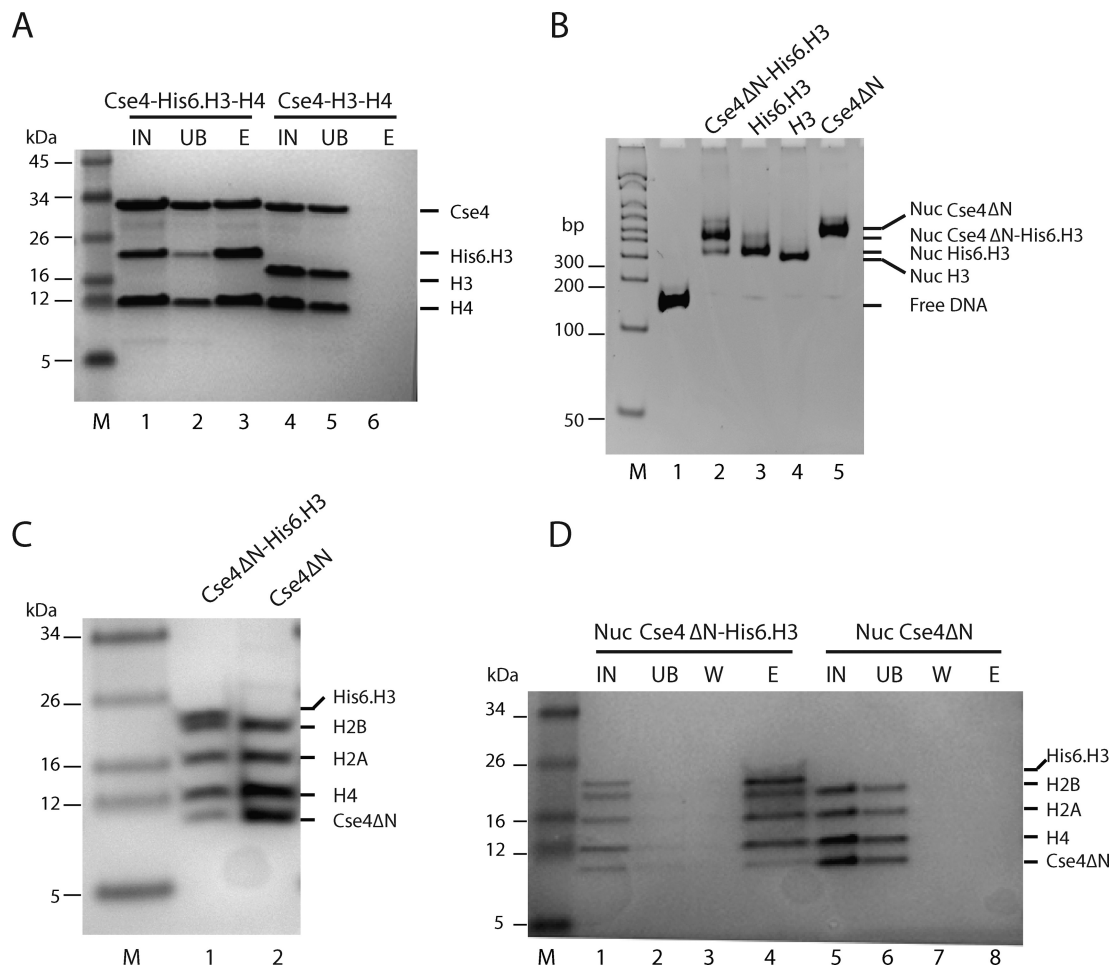 A
Cse4-His6.H3-H4 Cse4-H3-H4
kDa IN UB E IN UB E
45
34
Cse4
26
His6.H3
16
H3
12
H4
5
M 1 2 3 4 5 6
B
Cse4ΔN-His6.H3
His6.H3
H3
Cse4ΔN
bp
Nuc Cse4ΔN
Nuc Cse4ΔN-His6.H3
Nuc His6.H3
Nuc H3
300
200
Free DNA
100
50
M 1 2 3 4 5
C
Cse4ΔN-His6.H3
Cse4ΔN
kDa
34
26
His6.H3
H2B
H2A
16
H4
12
Cse4ΔN
5
M 1 2
D
Nuc Cse4ΔN-His6.H3 Nuc Cse4ΔN
kDa IN UB W E IN UB W E
34
26
His6.H3
H2B
H2A
16
H4
12
Cse4ΔN
5
M 1 2 3 4 5 6 7 8